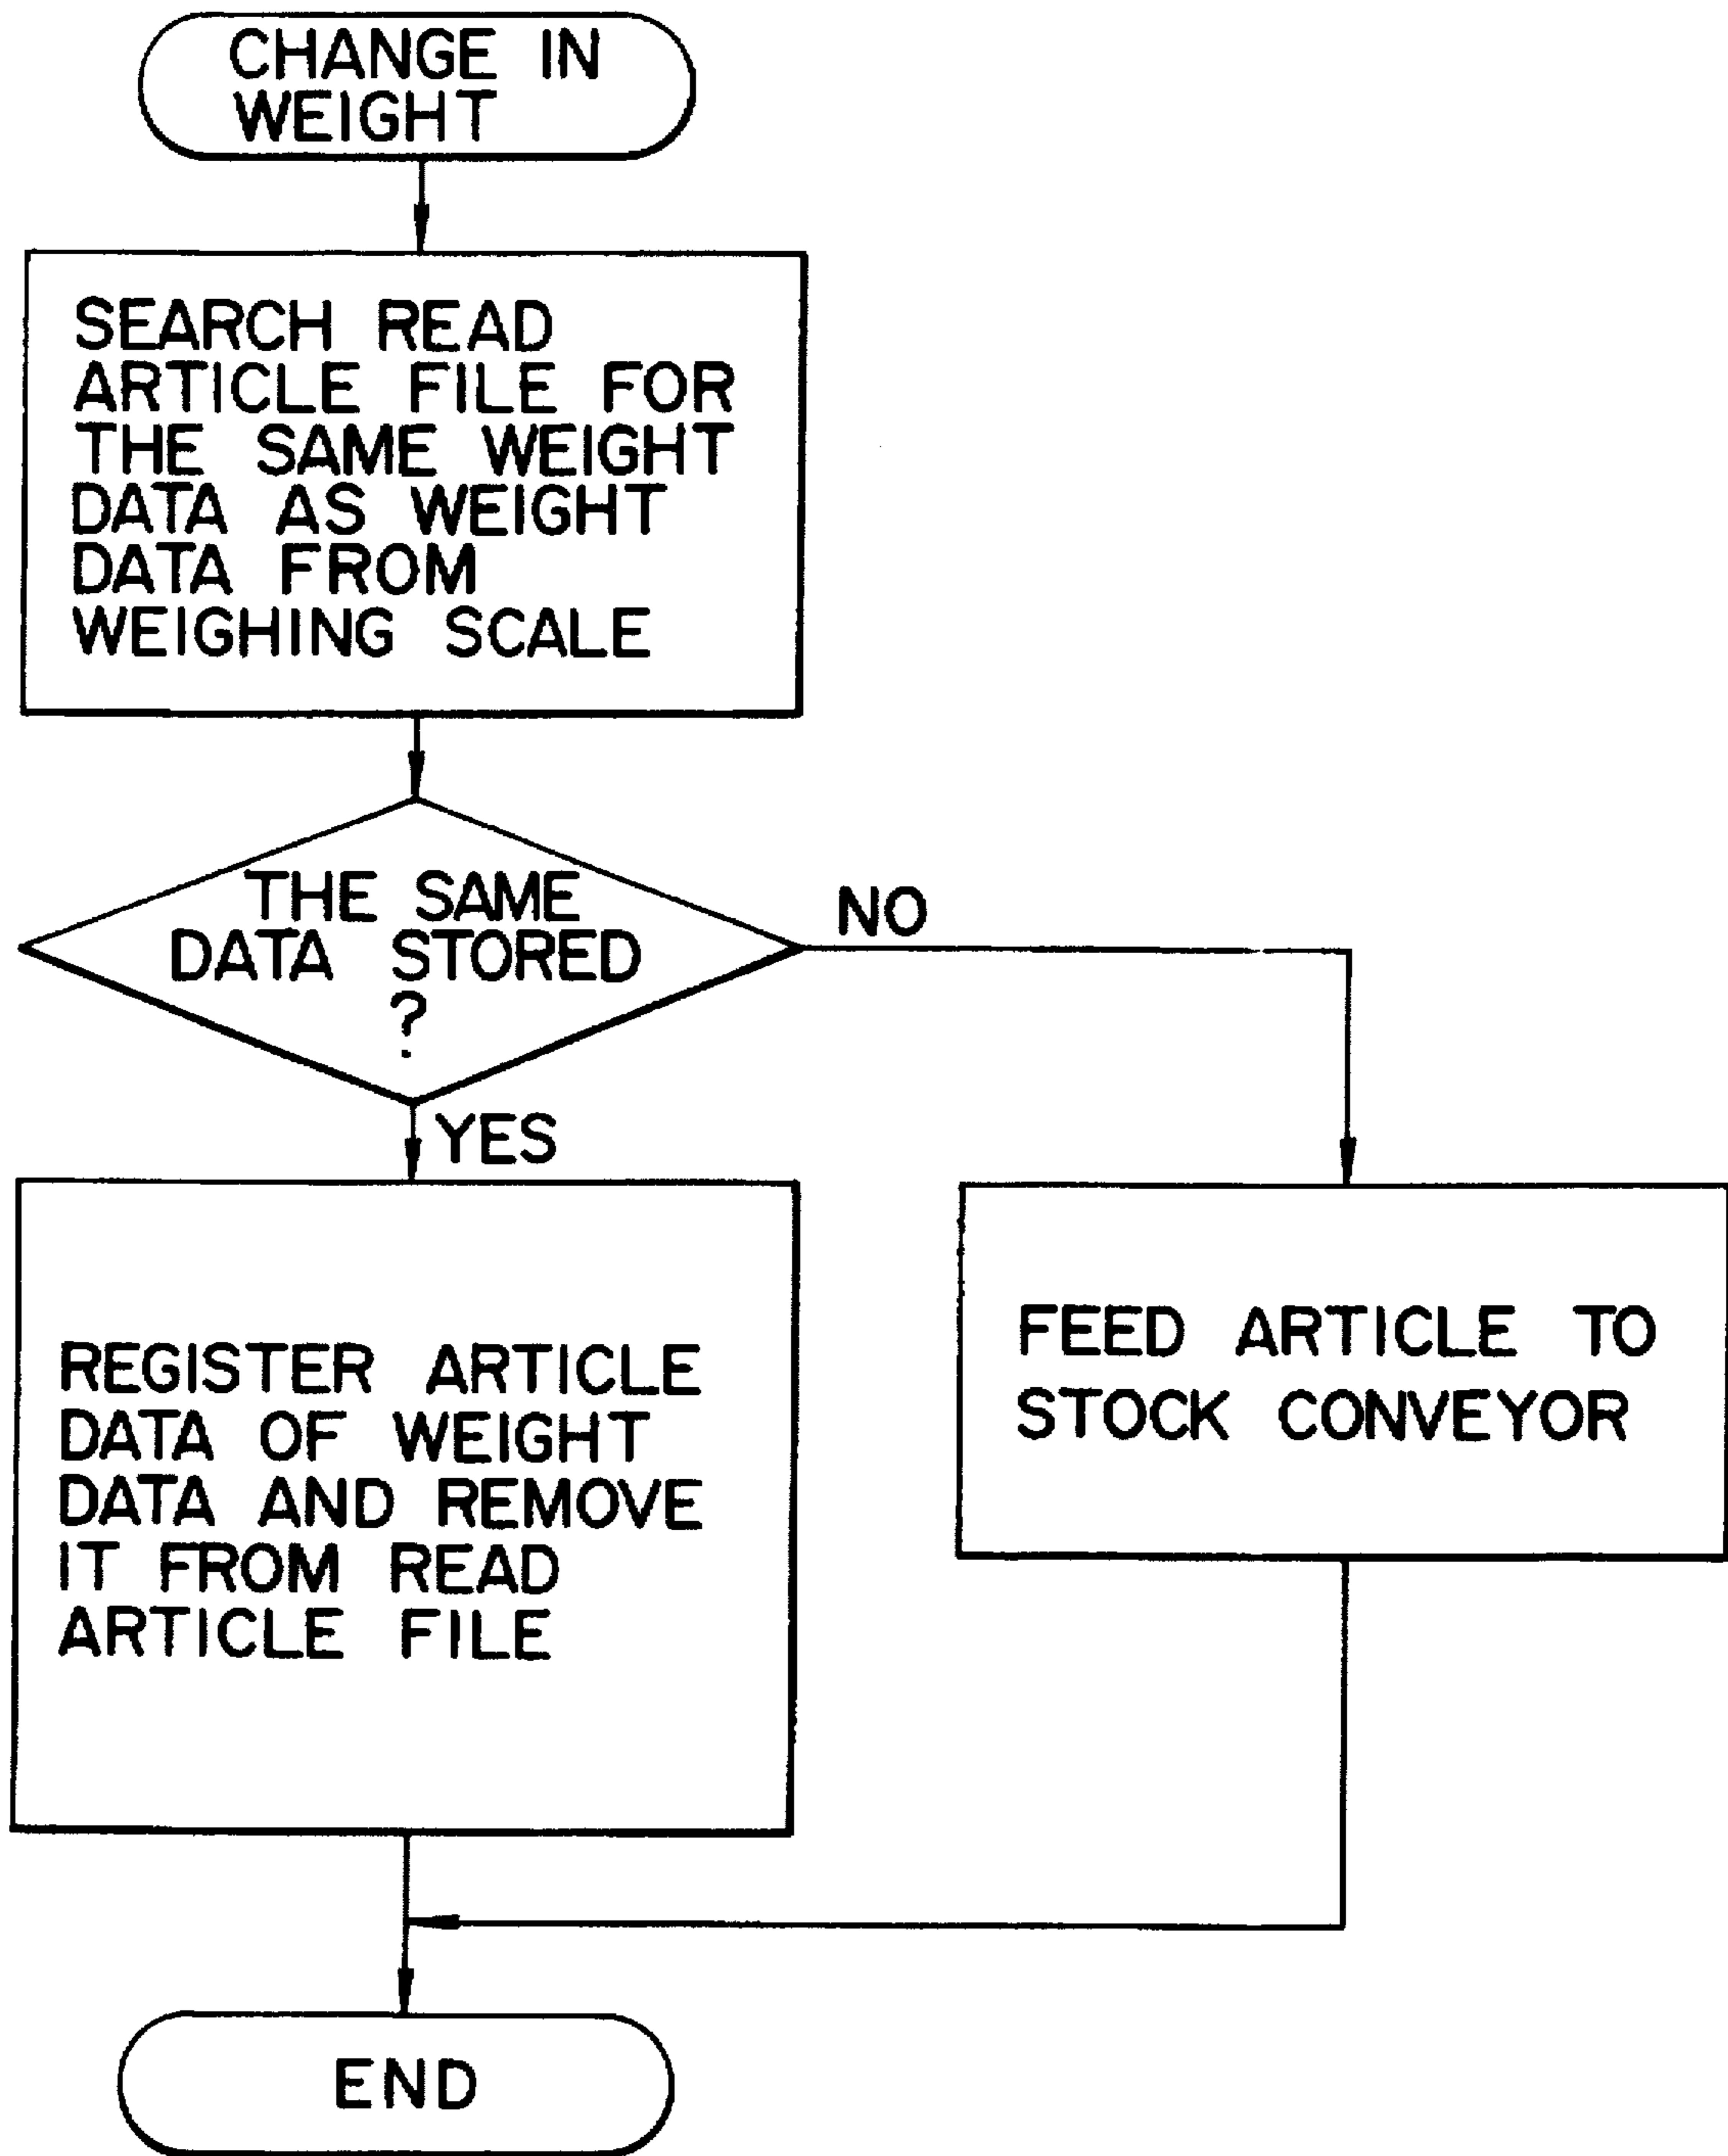 CHANGE IN
WEIGHT
SEARCH READ
ARTICLE FILE FOR
THE SAME WEIGHT
DATA AS WEIGHT
DATA FROM
WEIGHING SCALE
THE SAME
DATA STORED
?
NO
YES
REGISTER ARTICLE
DATA OF WEIGHT
DATA AND REMOVE
IT FROM READ
ARTICLE FILE
FEED ARTICLE TO
STOCK CONVEYOR
END